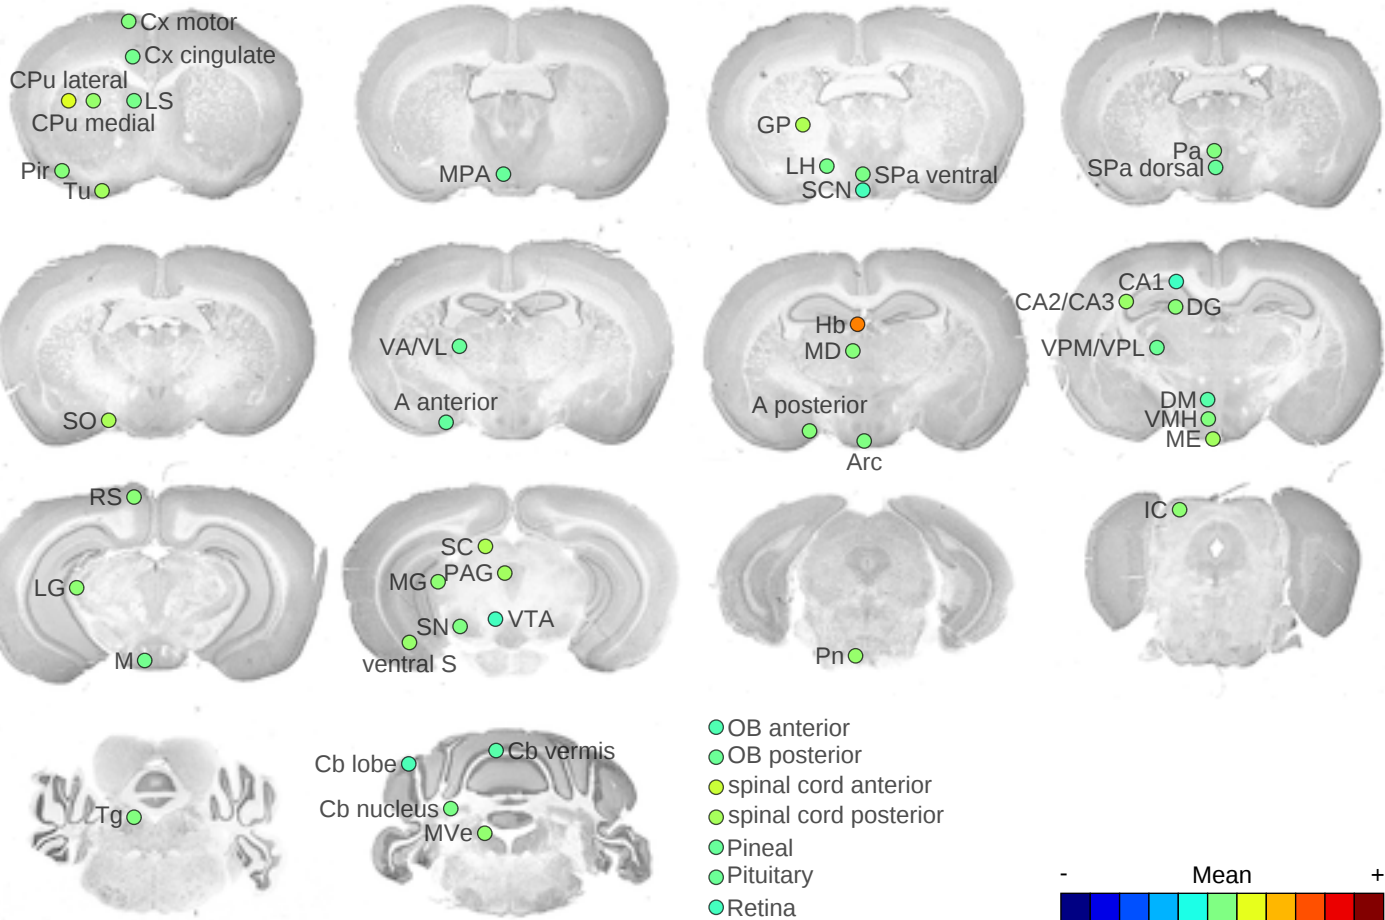 Cx motor
Cx cingulate
CPu lateral
LS
CPu medial
Pir
Tu
MPA
GP
LH
SPa ventral
SCN
Pa
SPa dorsal
SO
VA/VL
A anterior
Hb
MD
A posterior
Arc
CA1
CA2/CA3
DG
VPM/VPL
DM
VMH
ME
RS
LG
M
SC
PAG
MG
VTA
SN
ventral S
Pn
IC
Tg
Cb lobe
Cb vermis
Cb nucleus
MVe
OB anterior
OB posterior
spinal cord anterior
spinal cord posterior
Pineal
Pituitary
Retina
- Mean +